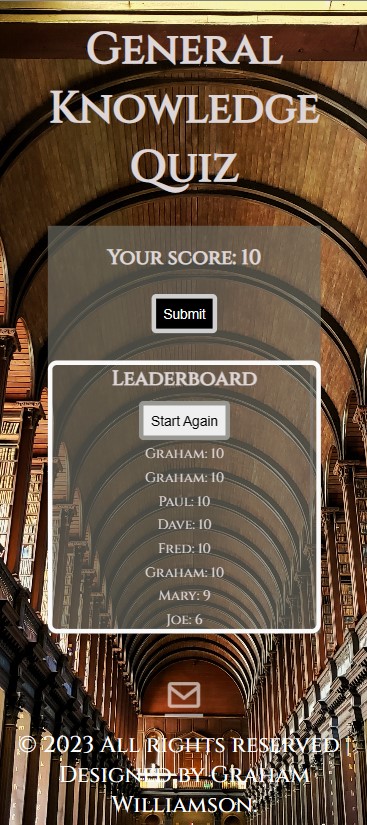 General
Knowledge
Quiz
Your score: 10
Submit
Leaderboard
Start Again
Graham: 10
Graham: 10
Paul: 10
Dave: 10
Fred: 10
Graham: 10
Mary: 9
Joe: 6
© 2023 All rights reserved |
Designed by Graham
Williamson